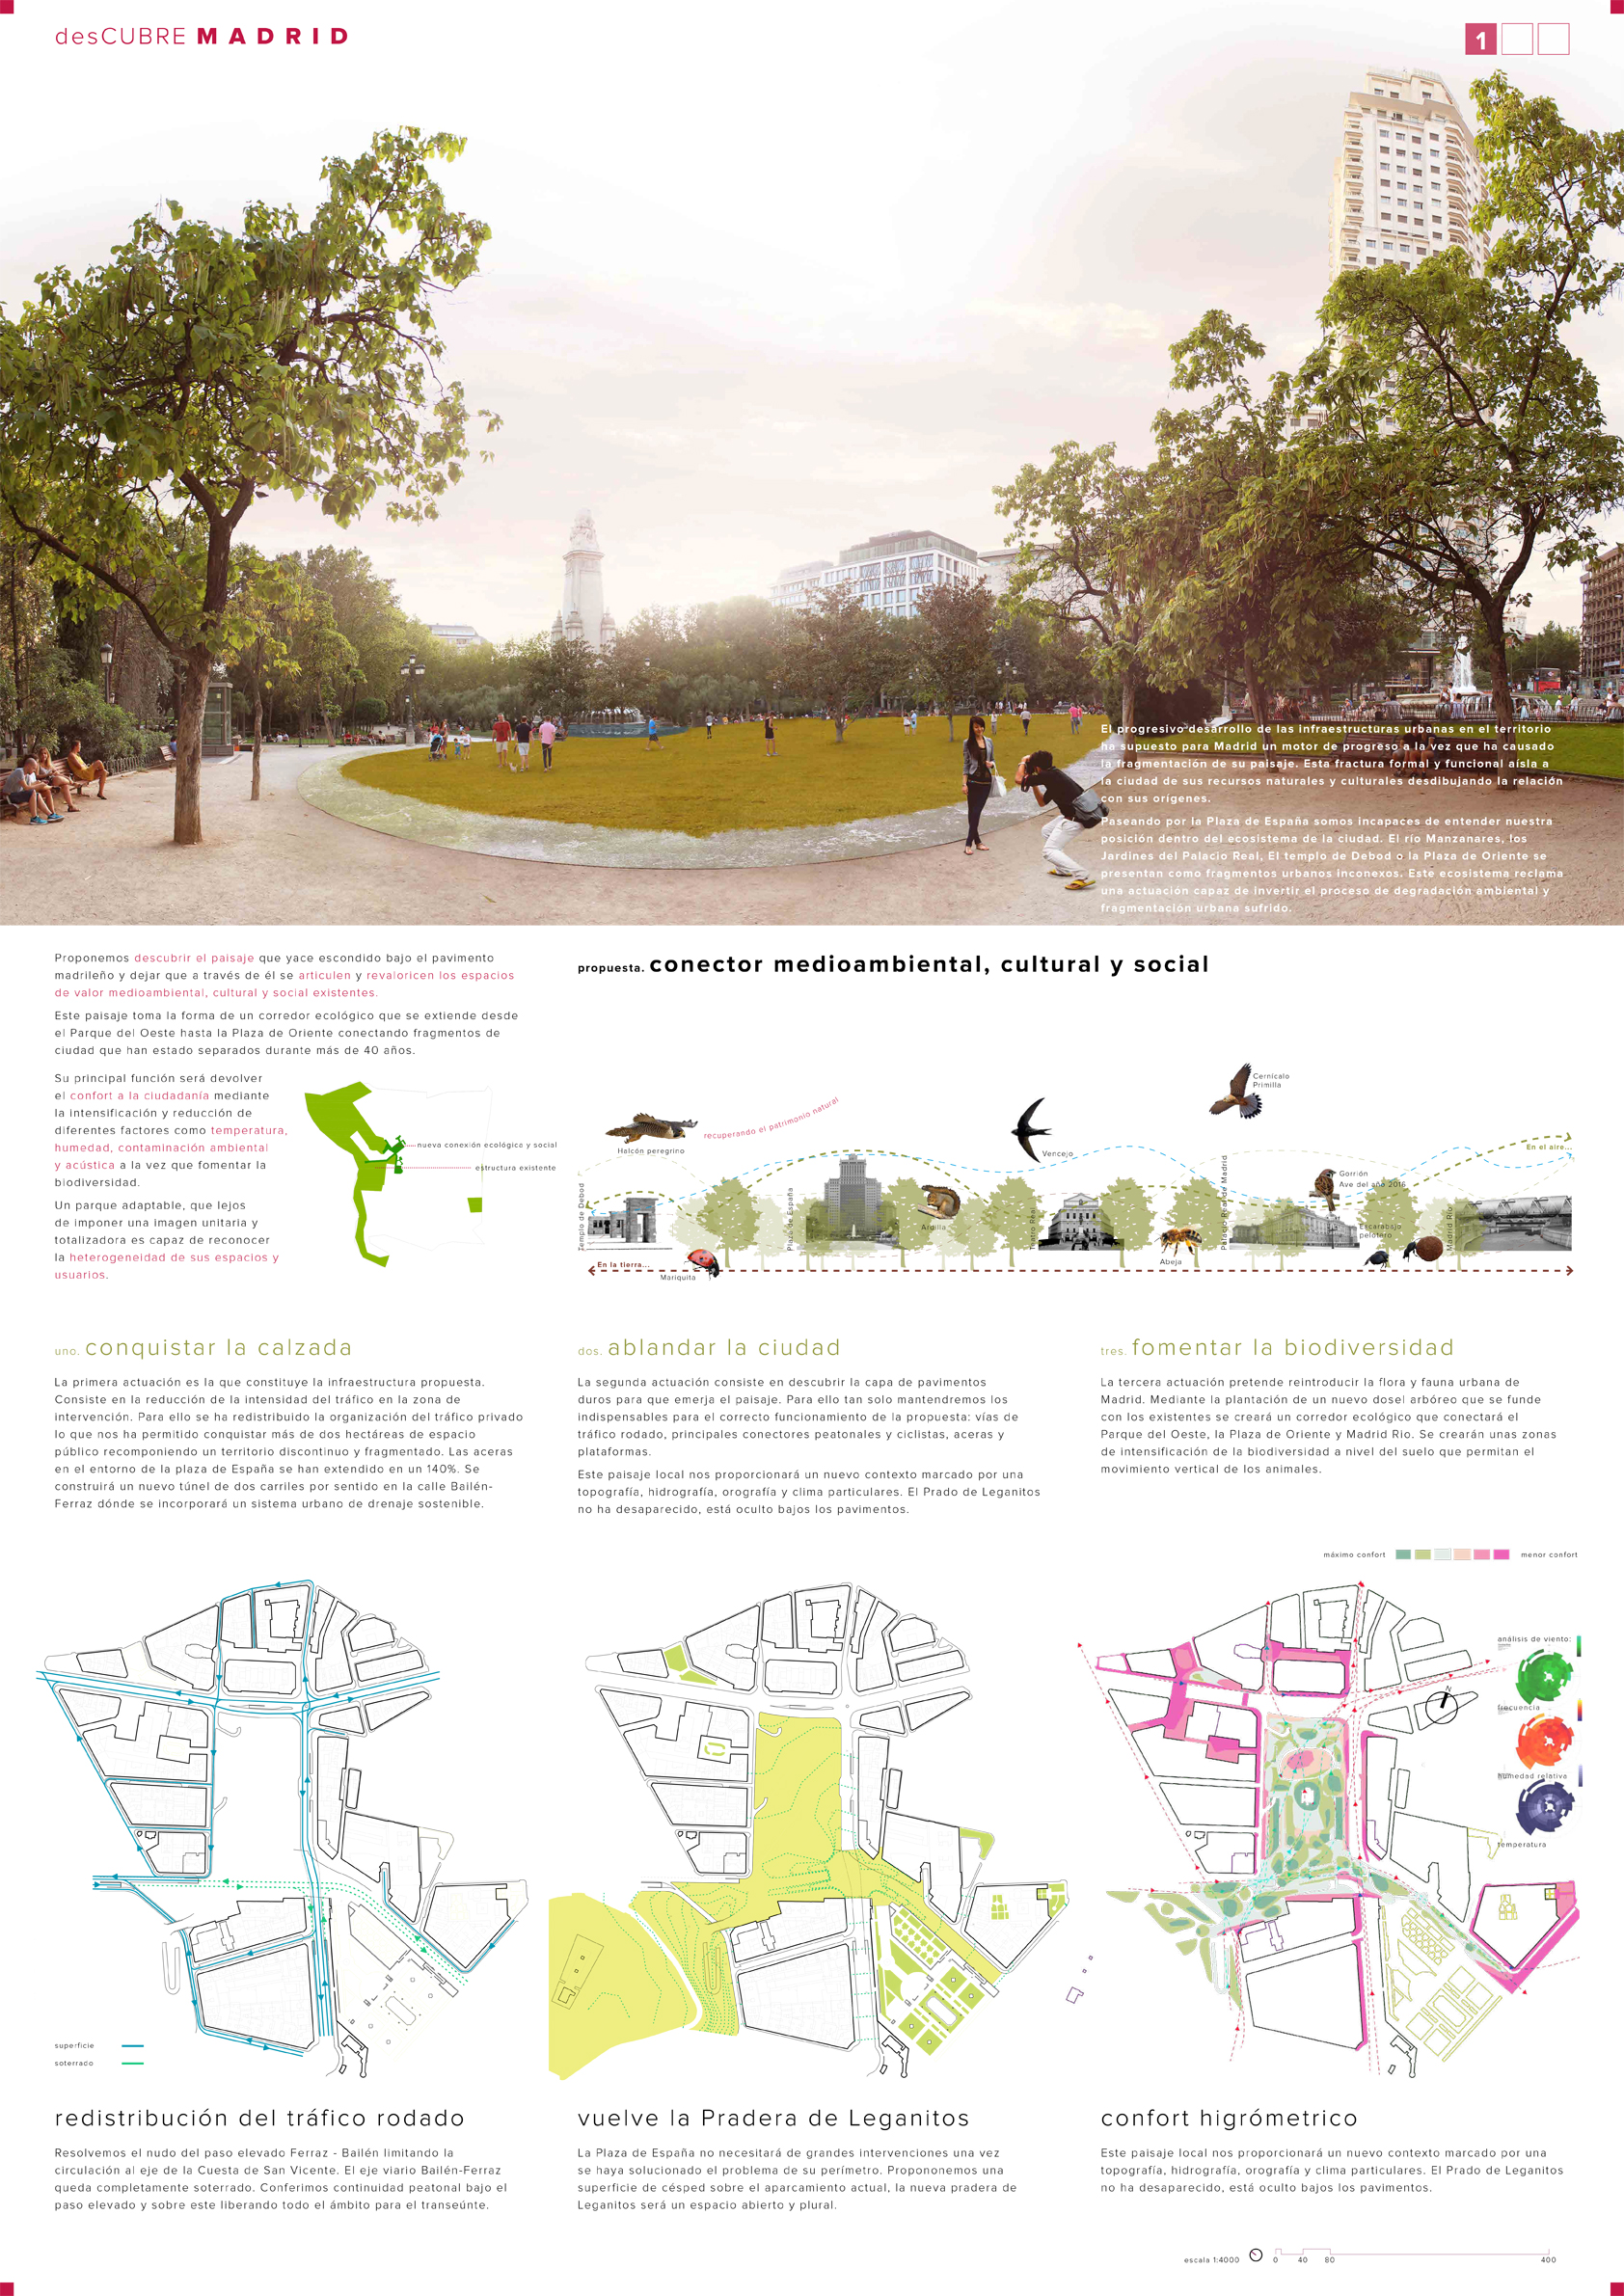 desCUBRE MADRID
1
El progresivo desarrollo de las infraestructuras urbanas en el territorio
ha supuesto para Madrid un motor de progreso a la vez que ha causado
la fragmentación de su paisaje. Esta fractura formal y funcional aísla a
la ciudad de sus recursos naturales y culturales desdibujando la relación
con sus orígenes.
Paseando por la Plaza de España somos incapaces de entender nuestra
posición dentro del ecosistema de la ciudad. El río Manzanares, los
Jardines del Palacio Real, El templo de Debod o la Plaza de Oriente se
presentan como fragmentos urbanos inconexos. Este ecosistema reclama
una actuación capaz de invertir el proceso de degradación ambiental y
fragmentación urbana sufrido.
Proponemos descubrir el paisaje que yace escondido bajo el pavimento
madrileño y dejar que a través de él se articulen y revaloricen los espacios
de valor medioambiental, cultural y social existentes.
Este paisaje toma la forma de un corredor ecológico que se extiende desde
el Parque del Oeste hasta la Plaza de Oriente conectando fragmentos de
ciudad que han estado separados durante más de 40 años.
Su principal función será devolver
el confort a la ciudadanía mediante
la intensificación y reducción de
diferentes factores como temperatura,
humedad, contaminación ambiental
y acústica a la vez que fomentar la
biodiversidad.
Un parque adaptable, que lejos
de imponer una imagen unitaria y
totalizadora es capaz de reconocer
la heterogeneidad de sus espacios y
usuarios.
nueva conexión ecológica y social
estructura existente
propuesta. conector medioambiental, cultural y social
Halcón peregrino
recuperando el patrimonio natural
Vencejo
Cernícalo
Primilla
Gorrión
Ave del año 2016
En el aire...
Templo de Debod
Plaza de España
Ardilla
Teatro Real
Abeja
Palacio Real de Madrid
Escarabajo
pelotero
Madrid Río
En la tierra...
Mariquita
uno. conquistar la calzada
La primera actuación es la que constituye la infraestructura propuesta.
Consiste en la reducción de la intensidad del tráfico en la zona de
intervención. Para ello se ha redistribuido la organización del tráfico privado
lo que nos ha permitido conquistar más de dos hectáreas de espacio
público recomponiendo un territorio discontinuo y fragmentado. Las aceras
en el entorno de la plaza de España se han extendido en un 140%. Se
construirá un nuevo túnel de dos carriles por sentido en la calle Bailén-
Ferraz dónde se incorporará un sistema urbano de drenaje sostenible.
dos. ablandar la ciudad
La segunda actuación consiste en descubrir la capa de pavimentos
duros para que emerja el paisaje. Para ello tan solo mantendremos los
indispensables para el correcto funcionamiento de la propuesta: vías de
tráfico rodado, principales conectores peatonales y ciclistas, aceras y
plataformas.
Este paisaje local nos proporcionará un nuevo contexto marcado por una
topografía, hidrografía, orografía y clima particulares. El Prado de Leganitos
no ha desaparecido, está oculto bajos los pavimentos.
tres. fomentar la biodiversidad
La tercera actuación pretende reintroducir la flora y fauna urbana de
Madrid. Mediante la plantación de un nuevo dosel arbóreo que se funde
con los existentes se creará un corredor ecológico que conectará el
Parque del Oeste, la Plaza de Oriente y Madrid Rio. Se crearán unas zonas
de intensificación de la biodiversidad a nivel del suelo que permitan el
movimiento vertical de los animales.
máximo confort
menor confort
análisis de viento:
N
frecuencia
humedad relativa
temperatura
superficie
soterrado
redistribución del tráfico rodado
Resolvemos el nudo del paso elevado Ferraz - Bailén limitando la
circulación al eje de la Cuesta de San Vicente. El eje viario Bailén-Ferraz
queda completamente soterrado. Conferimos continuidad peatonal bajo el
paso elevado y sobre este liberando todo el ámbito para el transeúnte.
vuelve la Pradera de Leganitos
La Plaza de España no necesitará de grandes intervenciones una vez
se haya solucionado el problema de su perímetro. Propononemos una
superficie de césped sobre el aparcamiento actual, la nueva pradera de
Leganitos será un espacio abierto y plural.
confort higrómetrico
Este paisaje local nos proporcionará un nuevo contexto marcado por una
topografía, hidrografía, orografía y clima particulares. El Prado de Leganitos
no ha desaparecido, está oculto bajos los pavimentos.
escala 1:4000 0 40 80 400